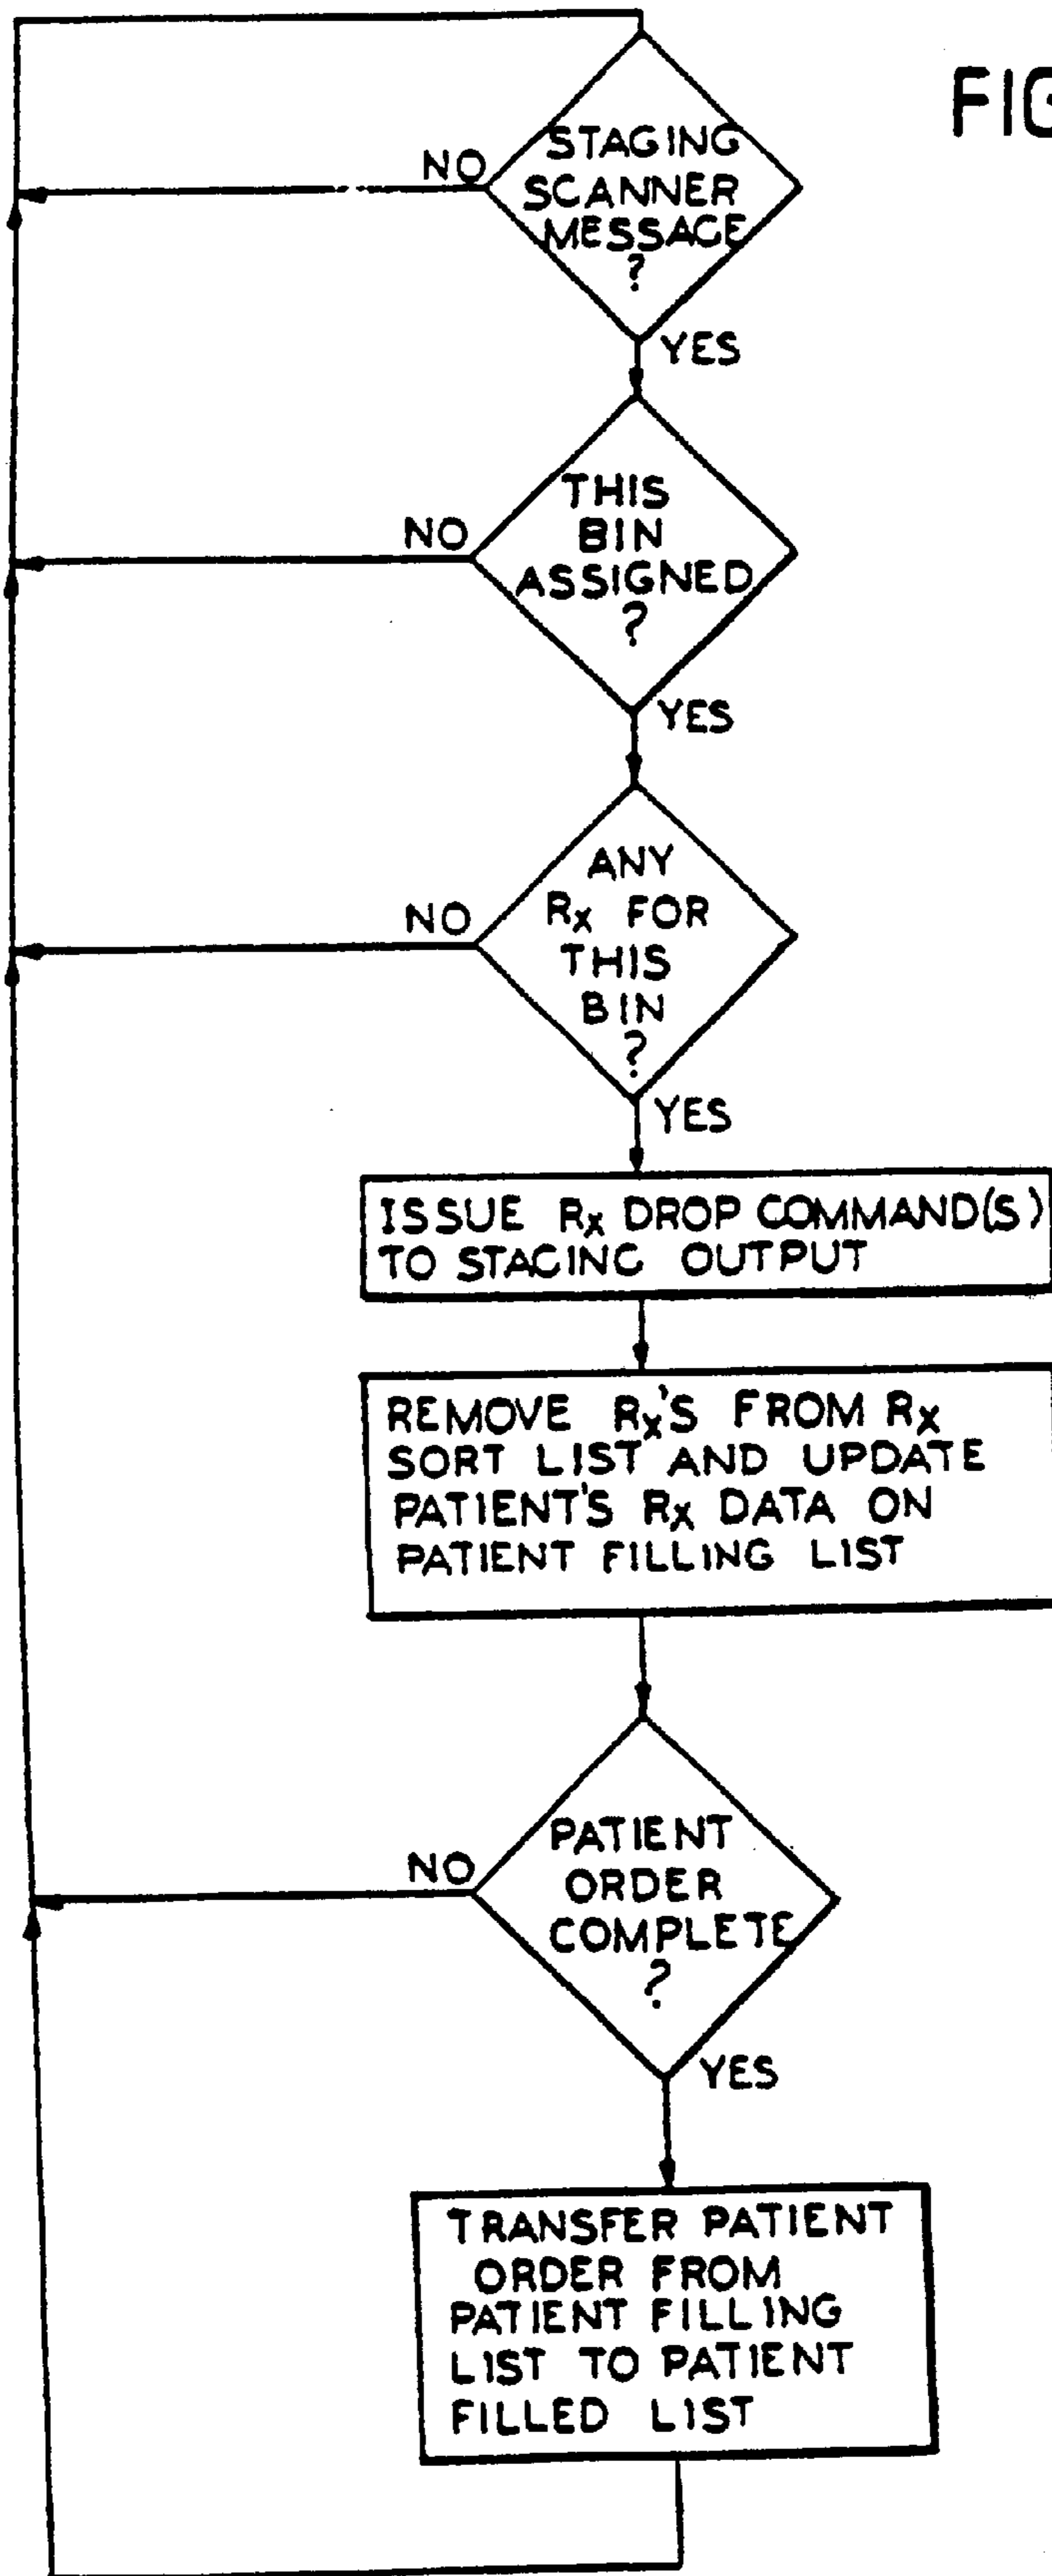 FIG
STAGING
SCANNER
MESSAGE
?
NO
YES
THIS
BIN
ASSIGNED
?
NO
YES
ANY
Rx FOR
THIS
BIN
?
NO
YES
ISSUE Rx DROP COMMAND(S)
TO STAGING OUTPUT
REMOVE Rx'S FROM Rx
SORT LIST AND UPDATE
PATIENT'S Rx DATA ON
PATIENT FILLING LIST
PATIENT
ORDER
COMPLETE
?
NO
YES
TRANSFER PATIENT
ORDER FROM
PATIENT FILLING
LIST TO PATIENT
FILLED LIST